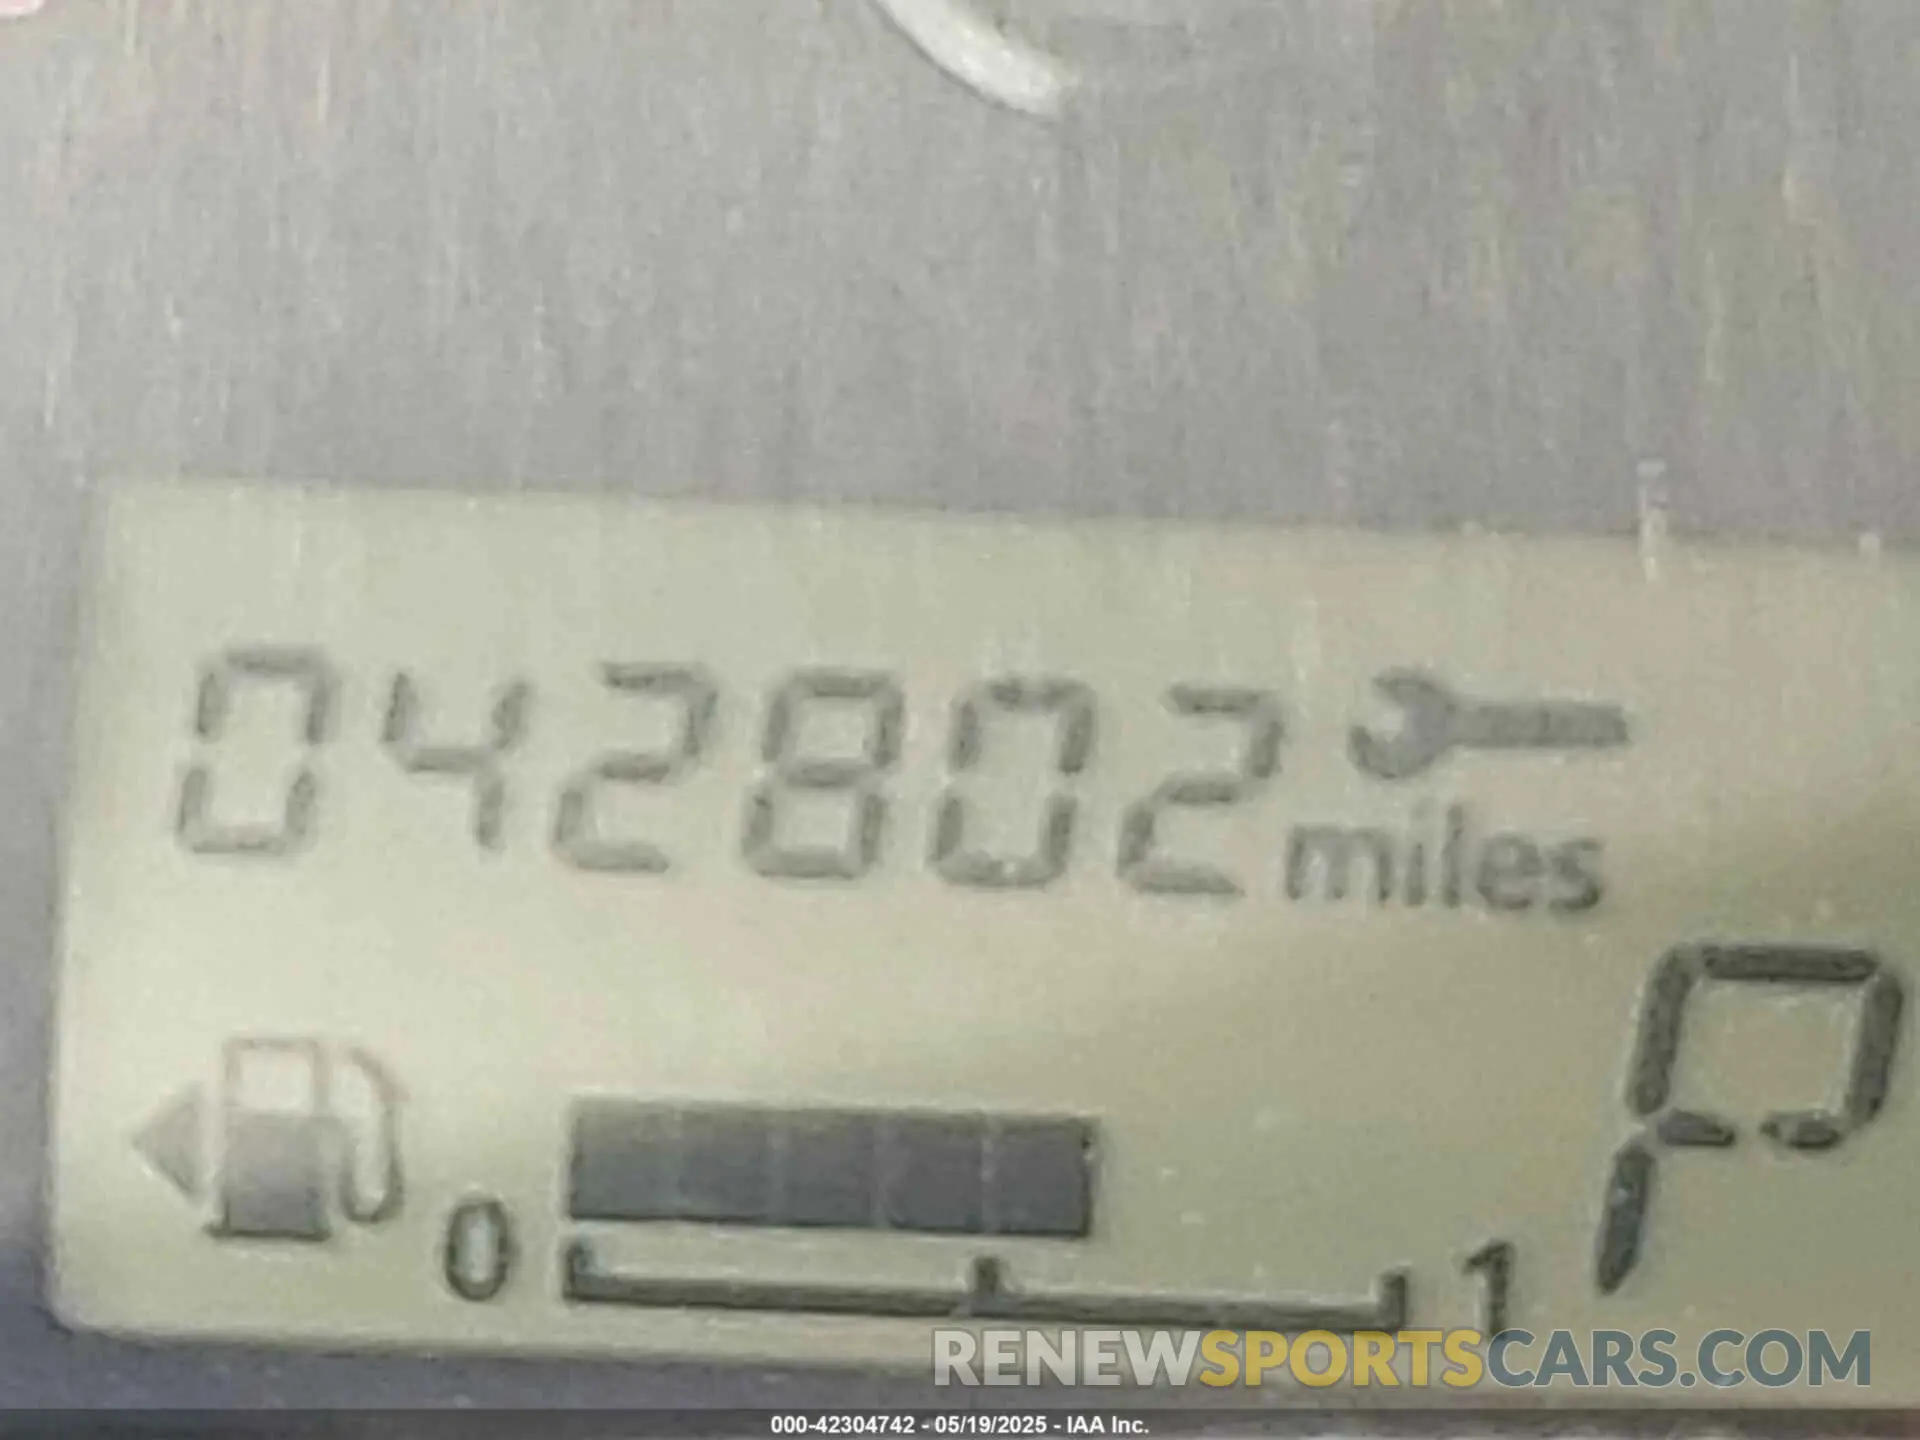 042802 miles
P
0 1
RENEWSPORTSCARS.COM
000-42304742 - 05/19/2025 - IAA Inc.